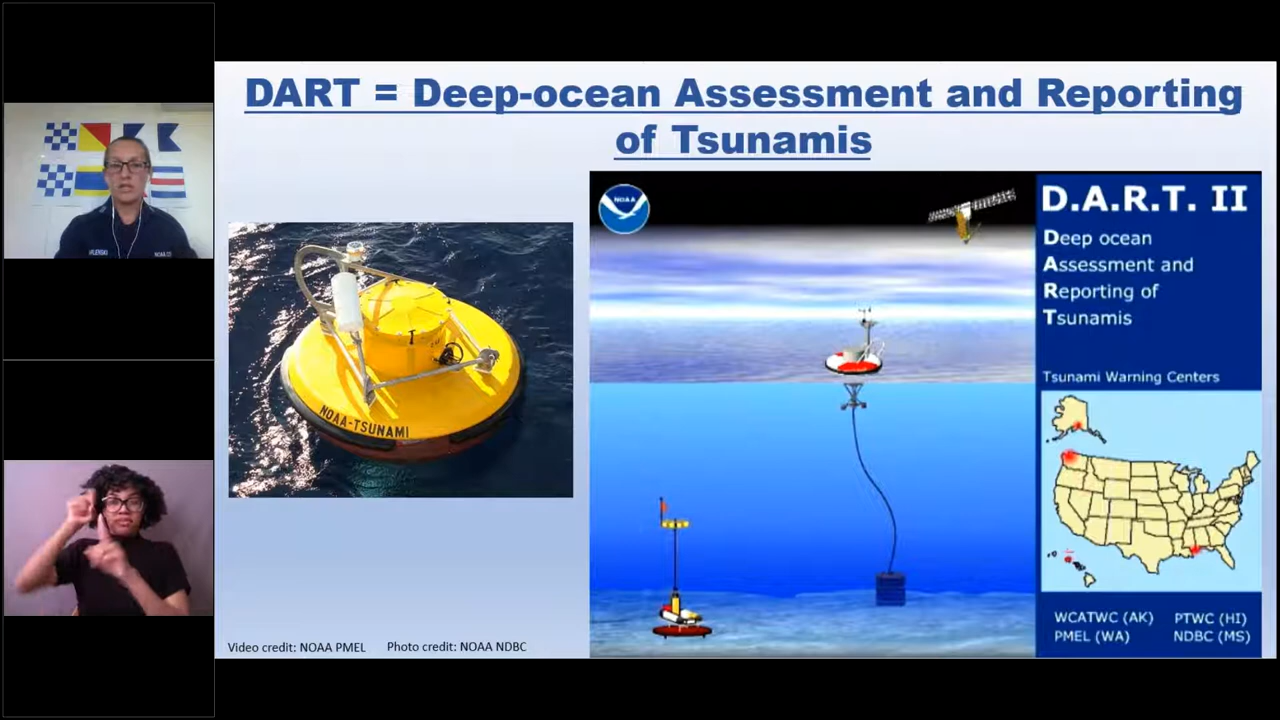 DART = Deep-ocean Assessment and Reporting
of Tsunamis
NOAA
NOAA-TSUNAMI
D.A.R.T. II
Deep ocean
Assessment and
Reporting of
Tsunamis
Tsunami Warning Centers
WCATWC (AK) PTWC (HI)
PMEL (WA) NDBC (MS)
Video credit: NOAA PMEL Photo credit: NOAA NDBC